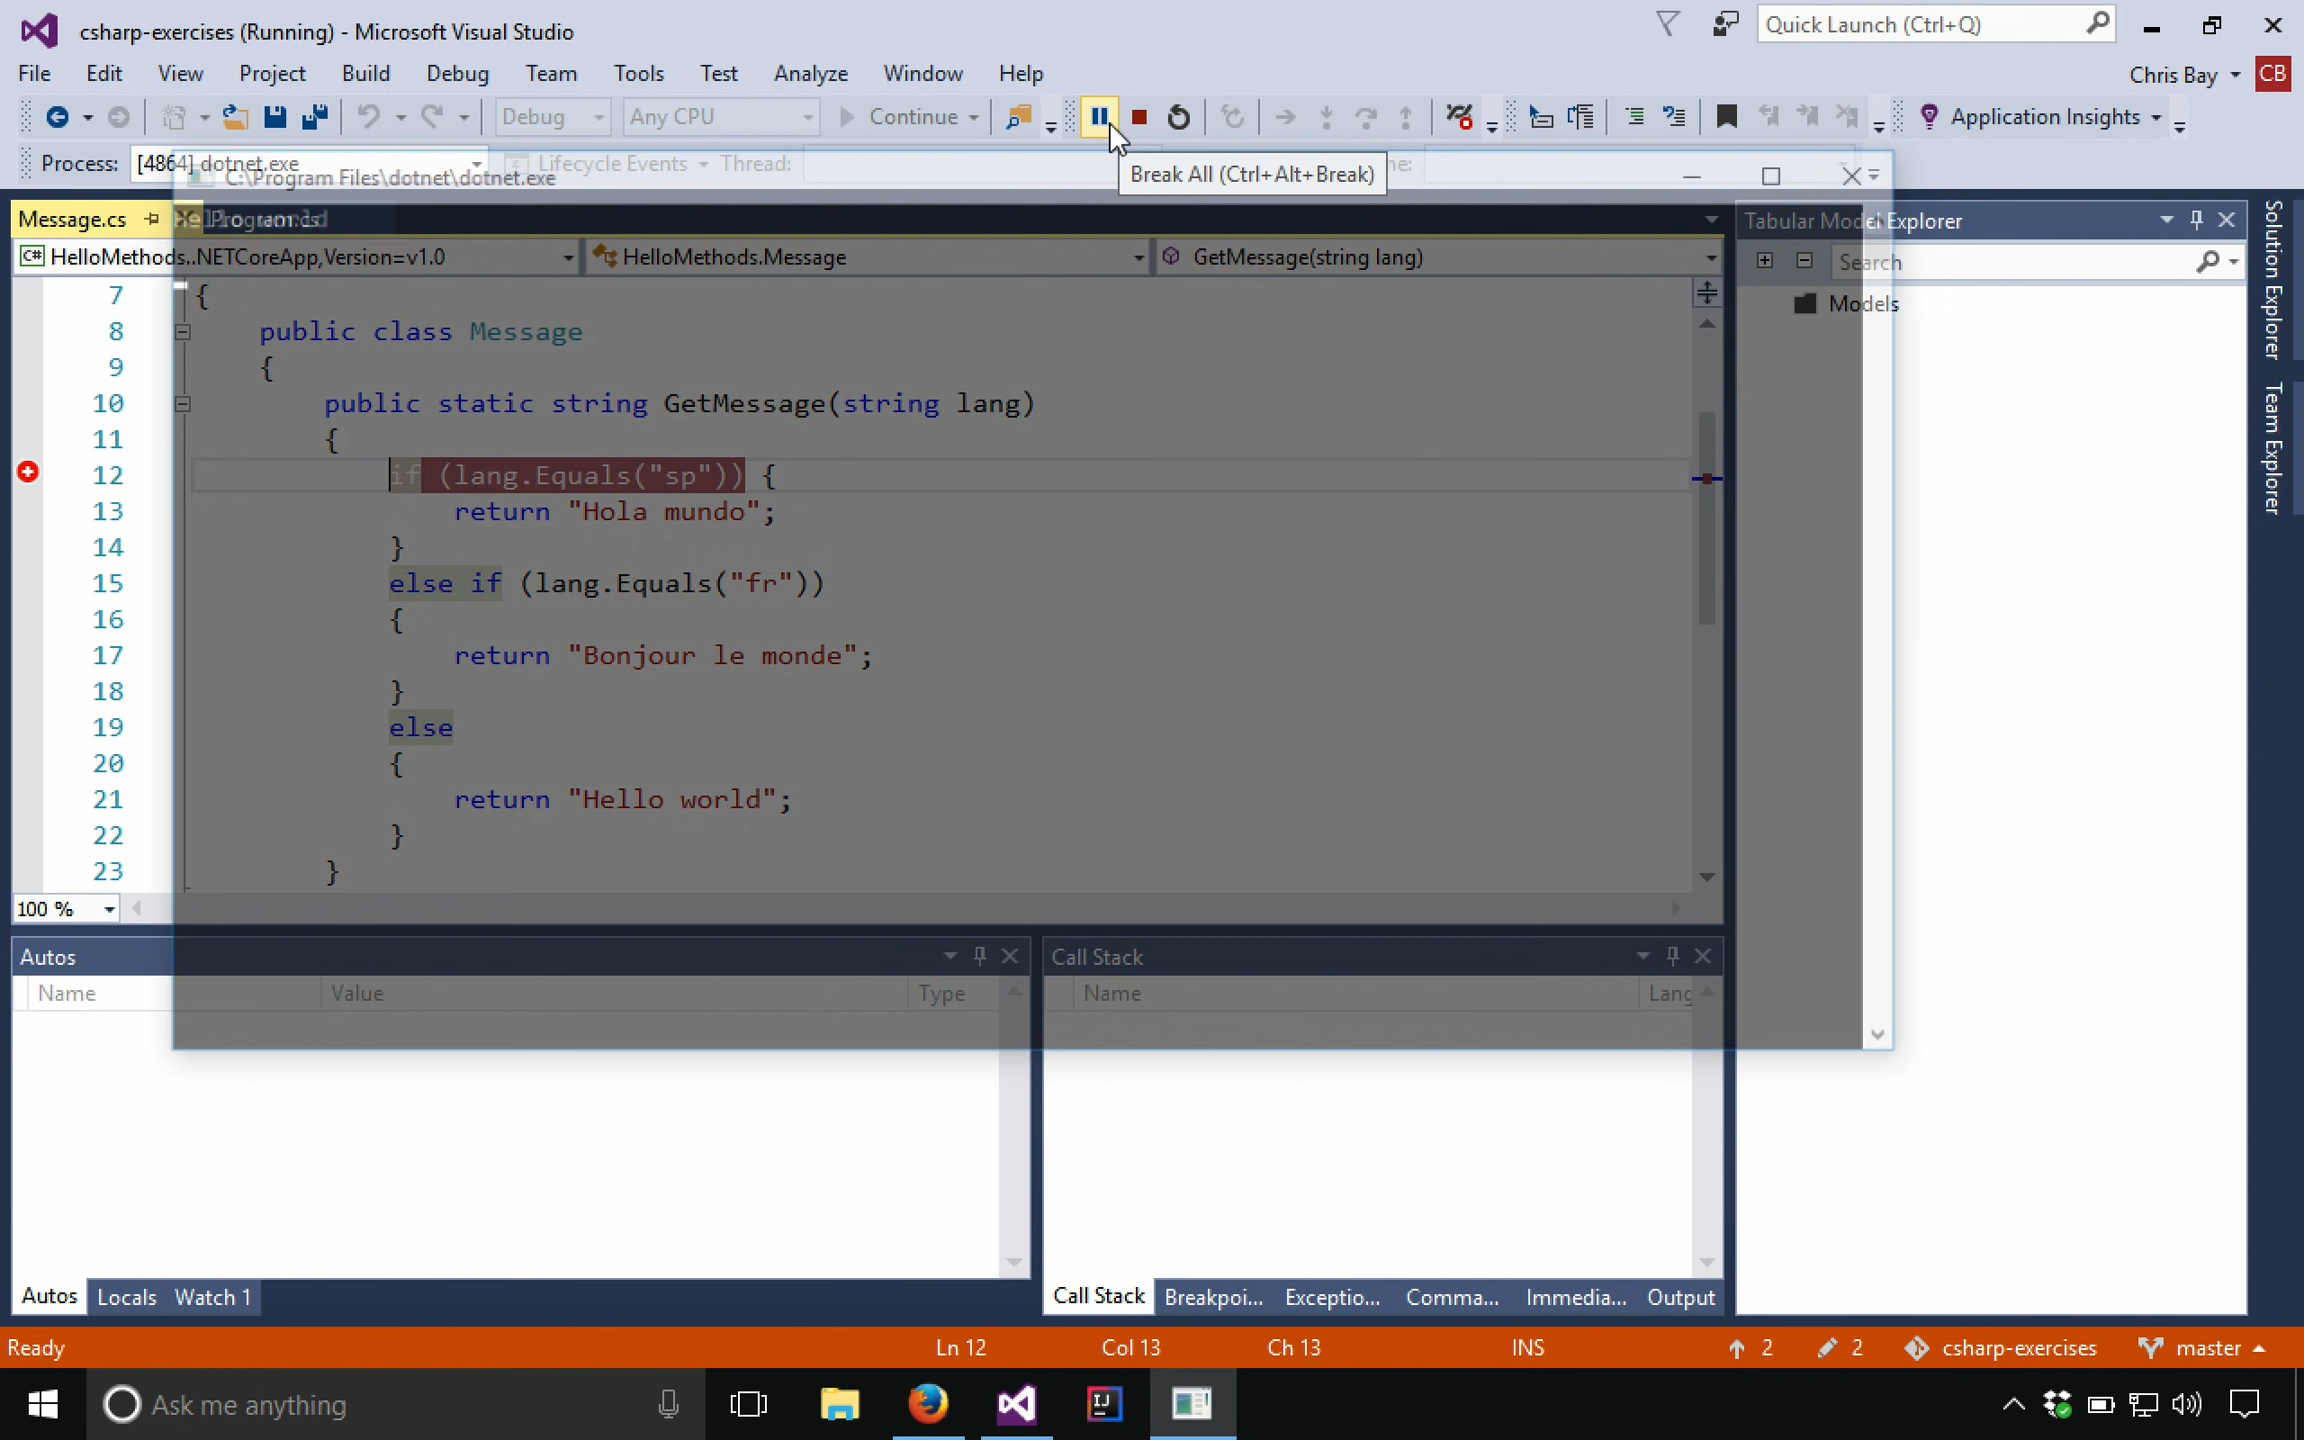 csharp-exercises (Running) - Microsoft Visual Studio
Quick Launch (Ctrl+Q)
File Edit View Project Build Debug Team Tools Test Analyze Window Help
Chris Bay CB
Debug Any CPU Continue Application Insights
Process: [4864] dotnet.exe Lifecycle Events Thread:
C:\Program Files\dotnet\dotnet.exe
Break All (Ctrl+Alt+Break)
Message.cs Program.cs
Tabular Model Explorer
HelloMethods..NETCoreApp,Version=v1.0 HelloMethods.Message GetMessage(string lang)
Search
Models
Solution Explorer
Team Explorer
7 {
8 public class Message
9 {
10 public static string GetMessage(string lang)
11 {
12 if (lang.Equals("sp")) {
13 return "Hola mundo";
14 }
15 else if (lang.Equals("fr"))
16 {
17 return "Bonjour le monde";
18 }
19 else
20 {
21 return "Hello world";
22 }
23 }
100 %
Autos
Name Value Type
Call Stack
Name Lang
Autos Locals Watch 1
Call Stack Breakpoi... Exceptio... Comma... Immedia... Output
Ready Ln 12 Col 13 Ch 13 INS 2 2 csharp-exercises master
Ask me anything
IJ